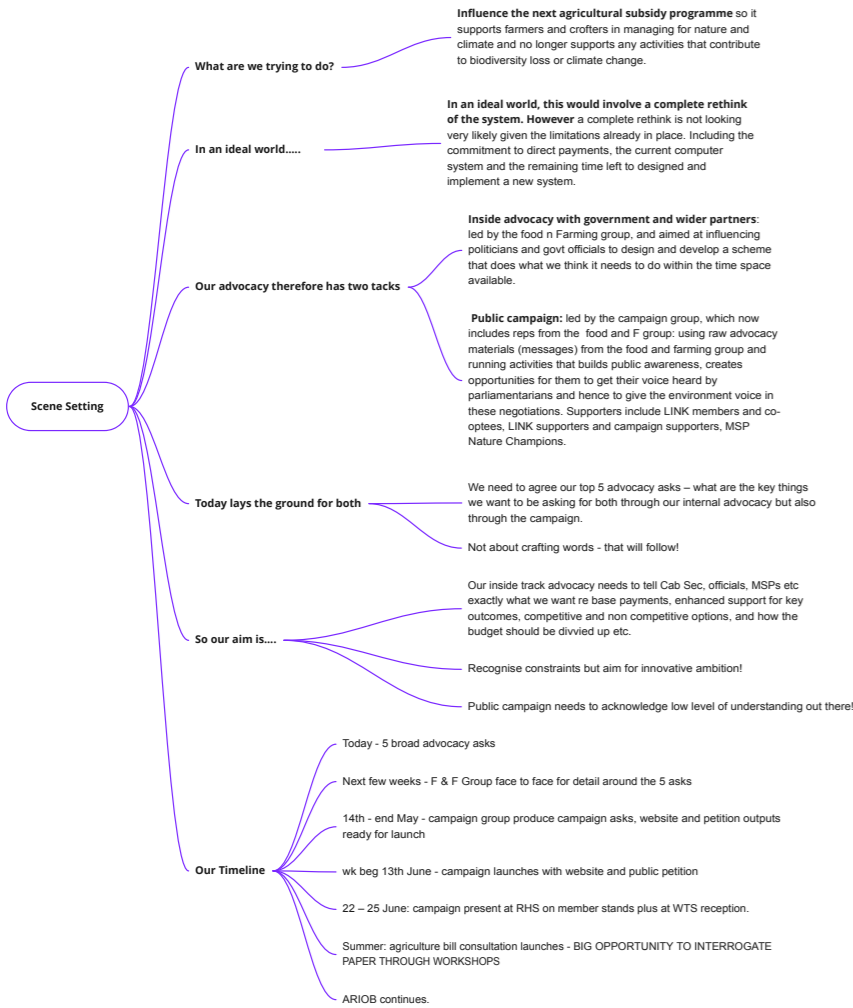 Scene Setting
What are we trying to do?
Influence the next agricultural subsidy programme so it
supports farmers and crofters in managing for nature and
climate and no longer supports any activities that contribute
to biodiversity loss or climate change.
In an ideal world.....
In an ideal world, this would involve a complete rethink
of the system. However a complete rethink is not looking
very likely given the limitations already in place. Including the
commitment to direct payments, the current computer
system and the remaining time left to designed and
implement a new system.
Our advocacy therefore has two tacks
Inside advocacy with government and wider partners:
led by the food n Farming group, and aimed at influencing
politicians and govt officials to design and develop a scheme
that does what we think it needs to do within the time space
available.
Public campaign: led by the campaign group, which now
includes reps from the food and F group: using raw advocacy
materials (messages) from the food and farming group and
running activities that builds public awareness, creates
opportunities for them to get their voice heard by
parliamentarians and hence to give the environment voice in
these negotiations. Supporters include LINK members and co-
optees, LINK supporters and campaign supporters, MSP
Nature Champions.
Today lays the ground for both
We need to agree our top 5 advocacy asks – what are the key things
we want to be asking for both through our internal advocacy but also
through the campaign.
Not about crafting words - that will follow!
So our aim is....
Our inside track advocacy needs to tell Cab Sec, officials, MSPs etc
exactly what we want re base payments, enhanced support for key
outcomes, competitive and non competitive options, and how the
budget should be divvied up etc.
Recognise constraints but aim for innovative ambition!
Public campaign needs to acknowledge low level of understanding out there!
Our Timeline
Today - 5 broad advocacy asks
Next few weeks - F & F Group face to face for detail around the 5 asks
14th - end May - campaign group produce campaign asks, website and petition outputs
ready for launch
wk beg 13th June - campaign launches with website and public petition
22 – 25 June: campaign present at RHS on member stands plus at WTS reception.
Summer: agriculture bill consultation launches - BIG OPPORTUNITY TO INTERROGATE
PAPER THROUGH WORKSHOPS
ARIOB continues.